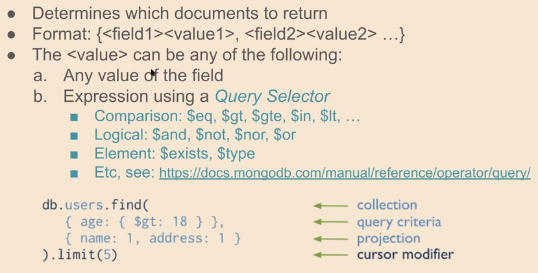 ● Determines which documents to return
● Format: {<field1><value1>, <field2><value2> ...}
● The <value> can be any of the following:
a. Any value of the field
b. Expression using a Query Selector
■ Comparison: $eq, $gt, $gte, $in, $lt, …
■ Logical: $and, $not, $nor, $or
■ Element: $exists, $type
■ Etc, see: https://docs.mongodb.com/manual/reference/operator/query/
db.users.find( collection
{ age: { $gt: 18 } }, query criteria
{ name: 1, address: 1 } projection
).limit(5) cursor modifier